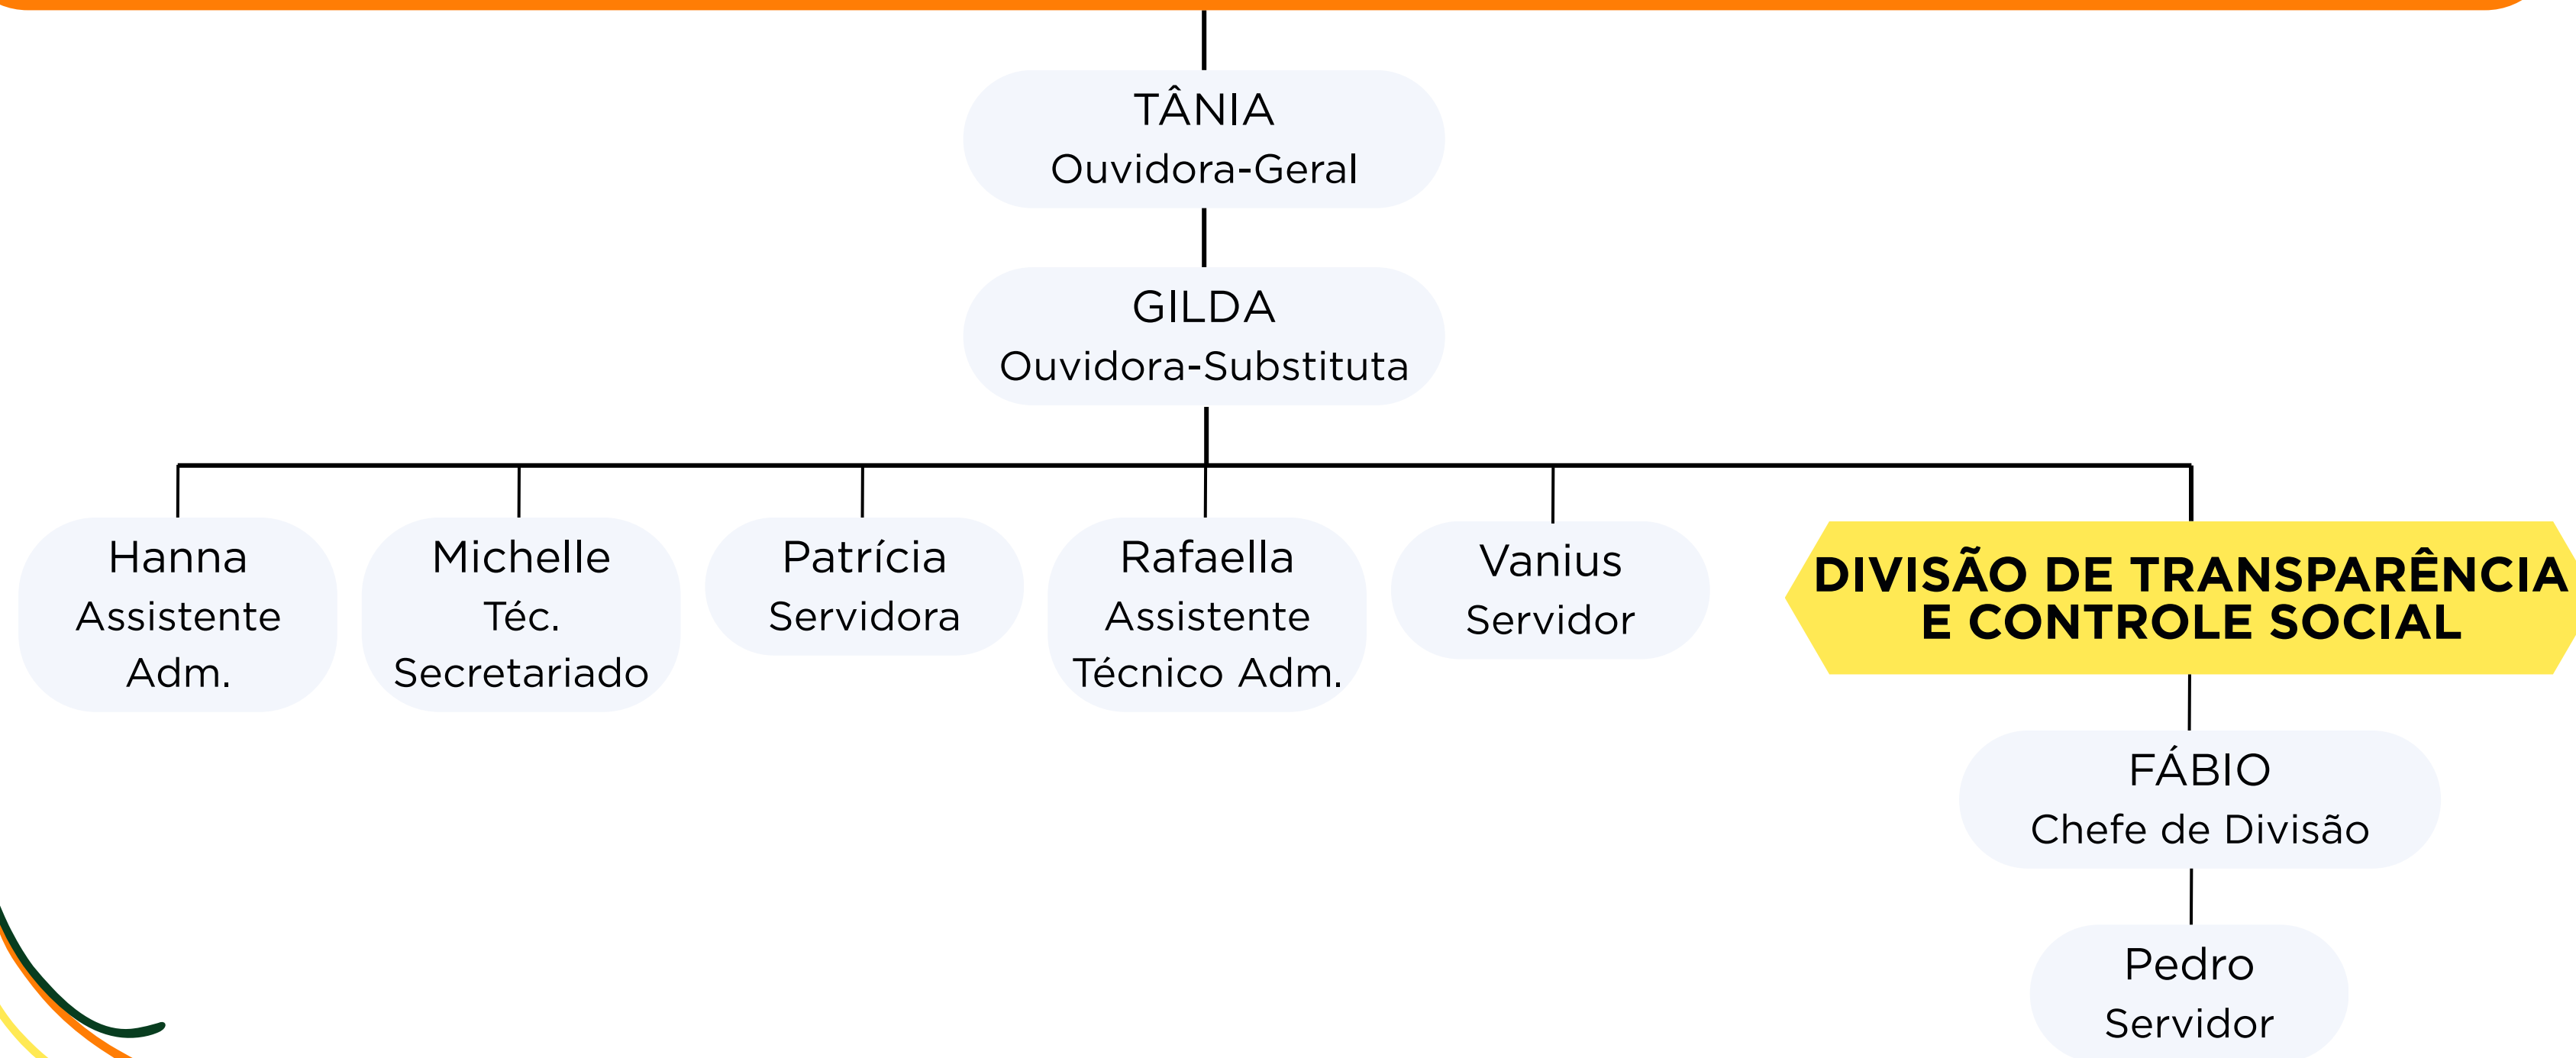 TÂNIA
Ouvidora-Geral
GILDA
Ouvidora-Substituta
Hanna
Assistente
Adm.
Michelle
Téc.
Secretariado
Patrícia
Servidora
Rafaella
Assistente
Técnico Adm.
Vanius
Servidor
DIVISÃO DE TRANSPARÊNCIA
E CONTROLE SOCIAL
FÁBIO
Chefe de Divisão
Pedro
Servidor